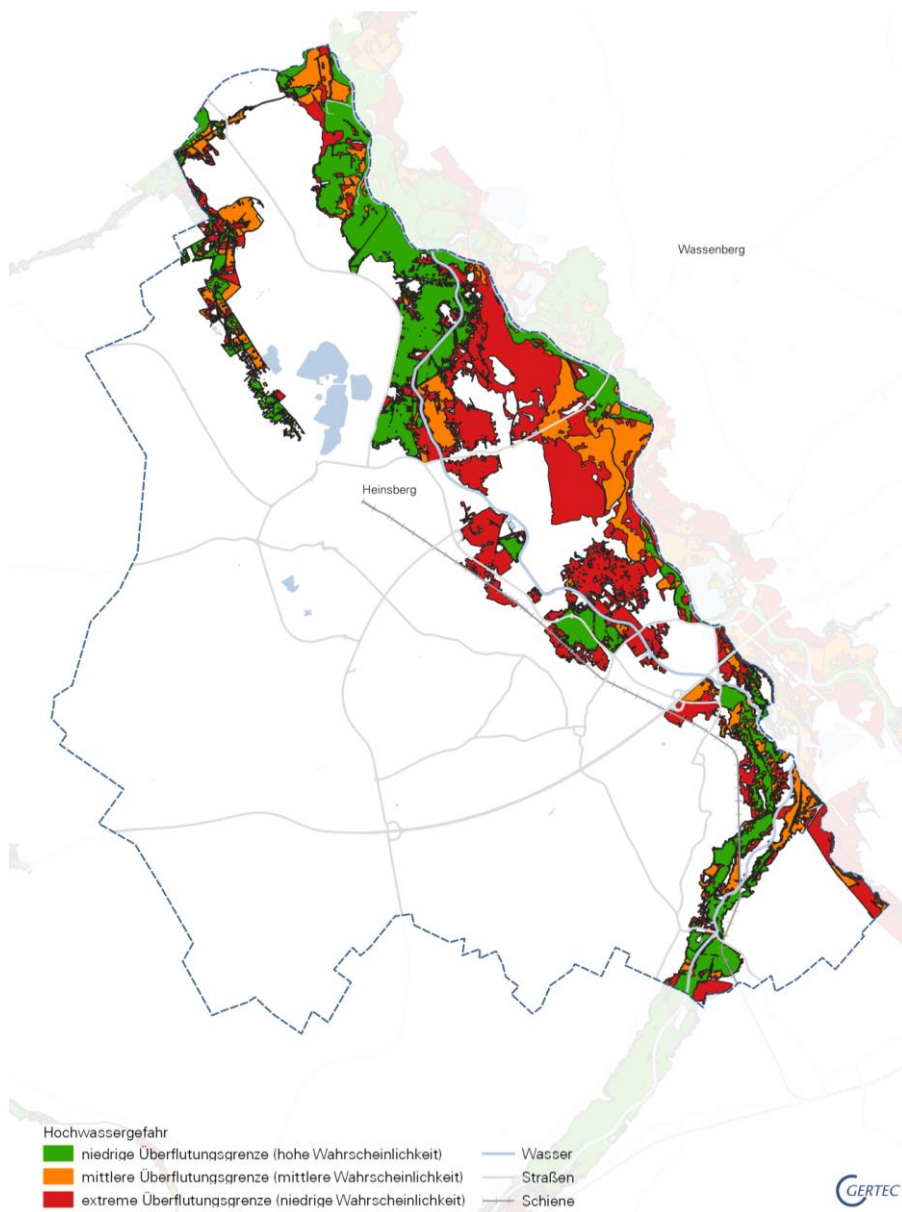 Wassenberg
Heinsberg
Hochwassergefahr
niedrige Überflutungsgrenze (hohe Wahrscheinlichkeit)
mittlere Überflutungsgrenze (mittlere Wahrscheinlichkeit)
extreme Überflutungsgrenze (niedrige Wahrscheinlichkeit)
Wasser
Straßen
Schiene
GERTEC